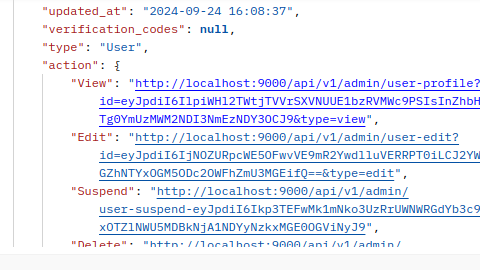 "updated_at": "2024-09-24 16:08:37",
"verification_codes": null,
"type": "User",
"action": {
"View": "http://localhost:9000/api/v1/admin/user-profile?
id=eyJpdiI6IlpiWHl2TWtjTVVrSXVNUUE1bzRVMWc9PSIsInZhbH
Tg0YmUzMWM2NDI3NmEzNDY3OCJ9&type=view",
"Edit": "http://localhost:9000/api/v1/admin/user-edit?
id=eyJpdiI6IjNOZURpcWE5OFwvVE9mR2YwdlluVERRPT0iLCJ2YW
GZhNTYxOGM5ODc2OWFhZmU3MGEifQ==&type=edit",
"Suspend": "http://localhost:9000/api/v1/admin/
user-suspend-eyJpdiI6Ikp3TEFwMk1mNko3UzRrUWNWRGdYb3c9
xOTZlNWU5MDBkNjA1NDYyNzkxMGE0OGViNyJ9",
"Delete": "http://localhost:9000/api/v1/admin/